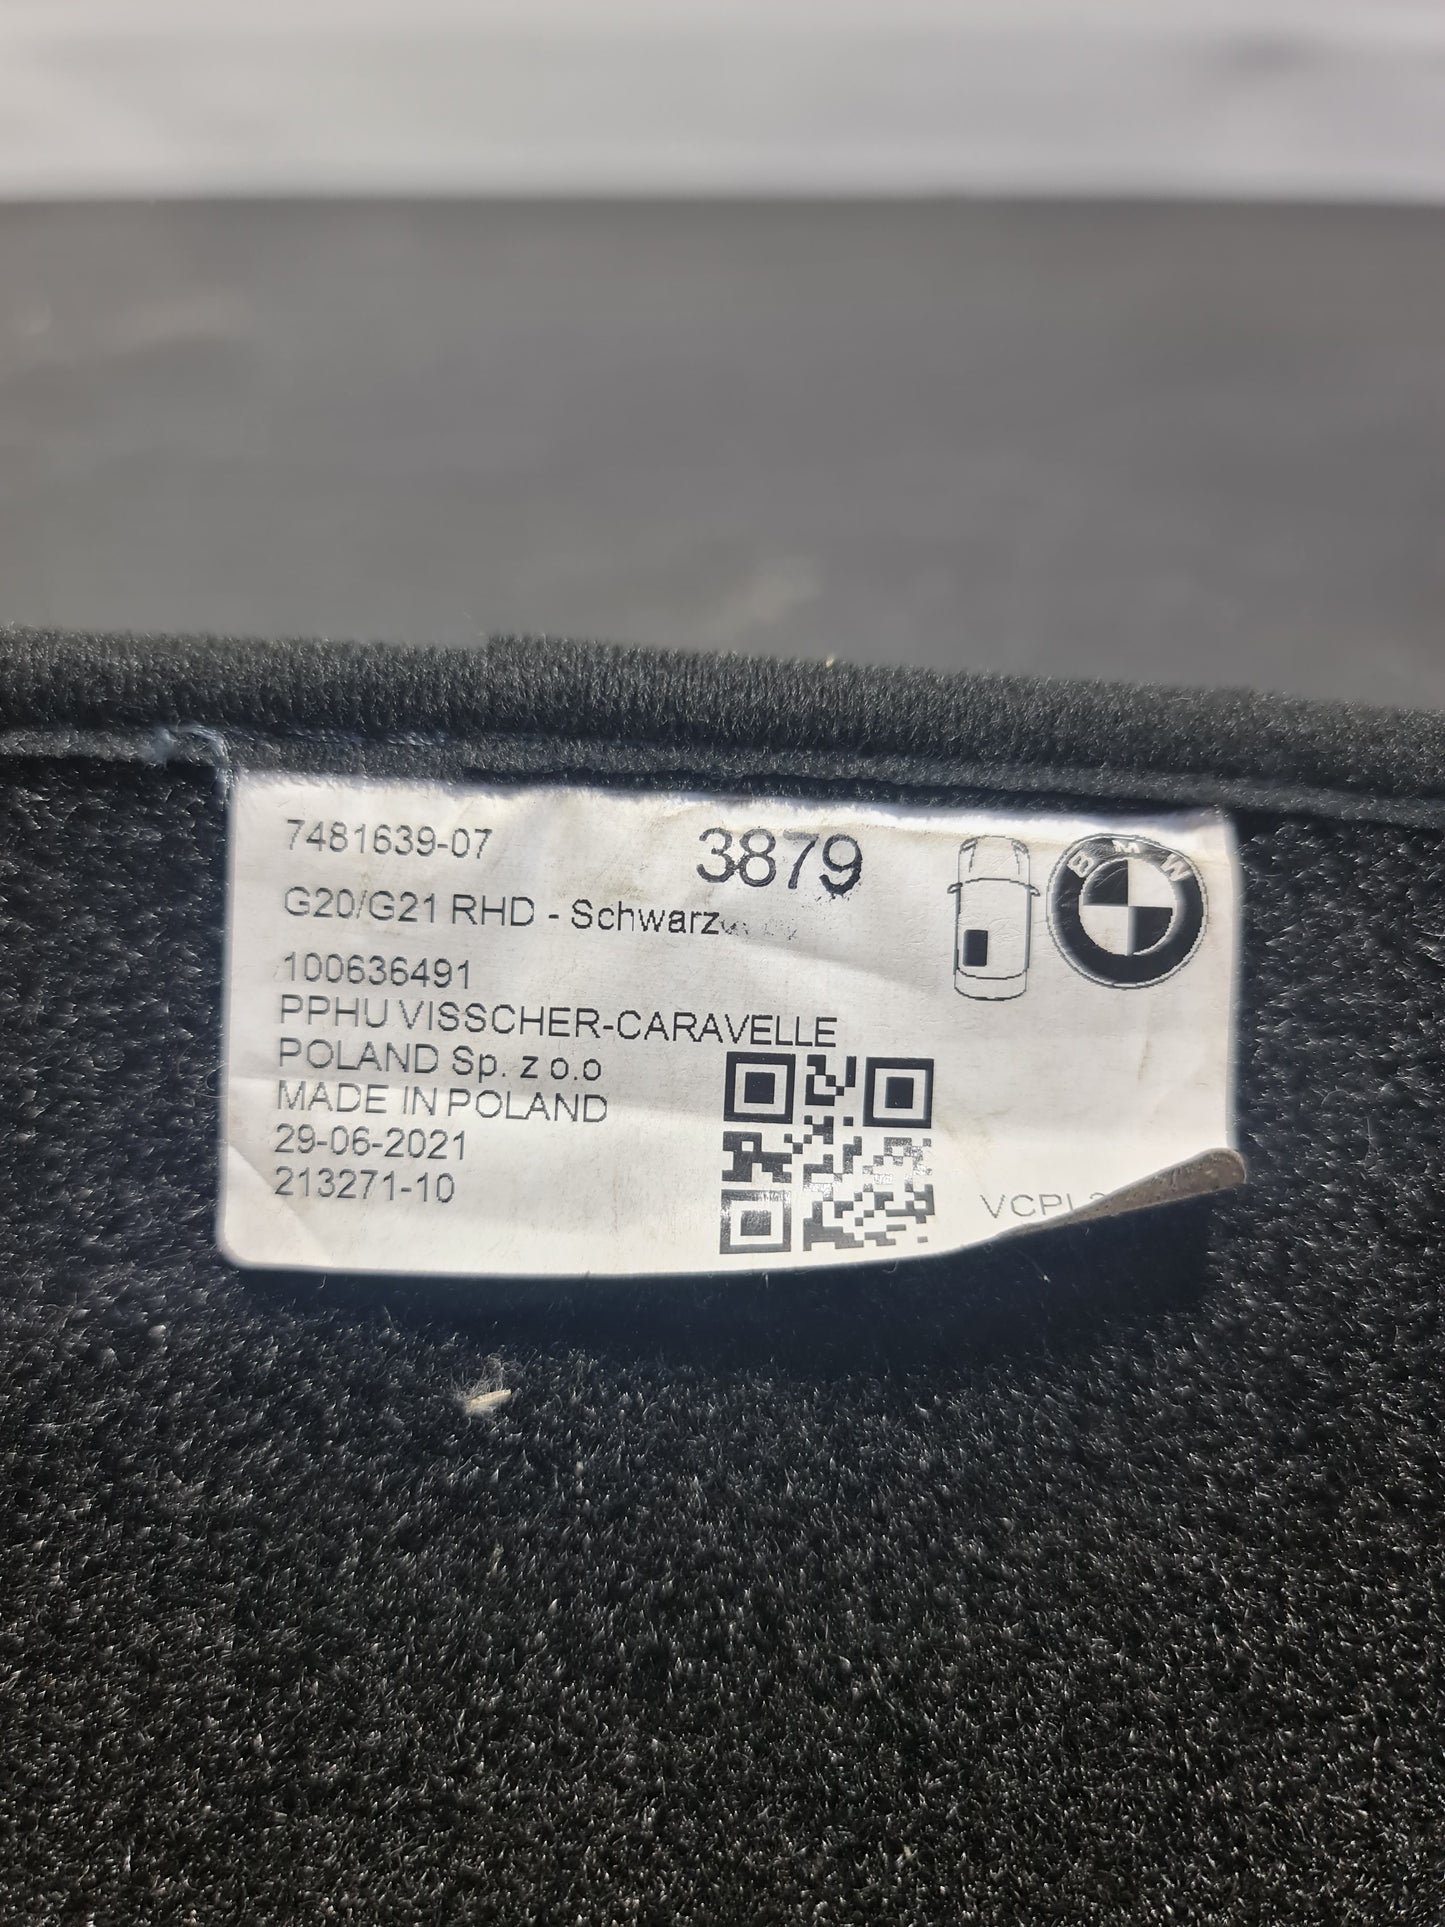 7481639-07
3879
G20/G21 RHD - Schwarz
BMW
100636491
PPHU VISSCHER-CARAVELLE
POLAND Sp. z o.o
MADE IN POLAND
29-06-2021
213271-10